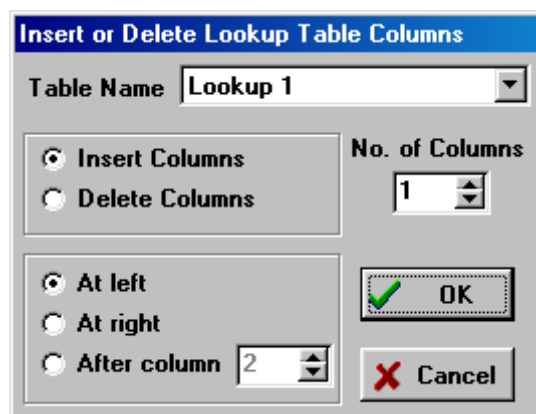 Insert or Delete Lookup Table Columns
Table Name Lookup 1
Insert Columns
Delete Columns
No. of Columns
1
At left
At right
After column 2
OK
Cancel